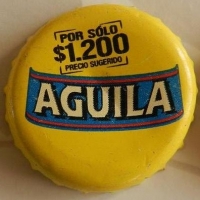 POR SÓLO
$1.200
PRECIO SUGERIDO
AGUILA